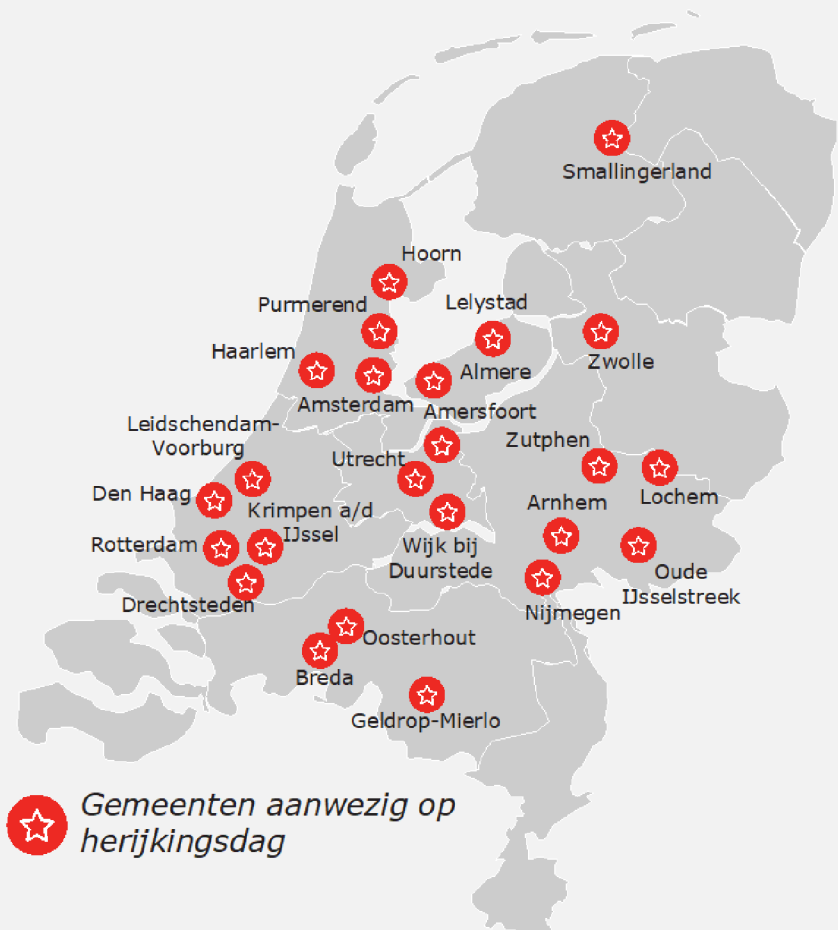 Smallingerland
Hoorn
Purmerend
Lelystad
Haarlem
Zwolle
Almere
Amsterdam
Amersfoort
Leidschendam-
Voorburg
Zutphen
Utrecht
Den Haag
Lochem
Arnhem
Krimpen a/d
IJssel
Rotterdam
Wijk bij
Duurstede
Oude
IJsselstreek
Drechtsteden
Nijmegen
Oosterhout
Breda
Geldrop-Mierlo
Gemeenten aanwezig op
herijkingsdag